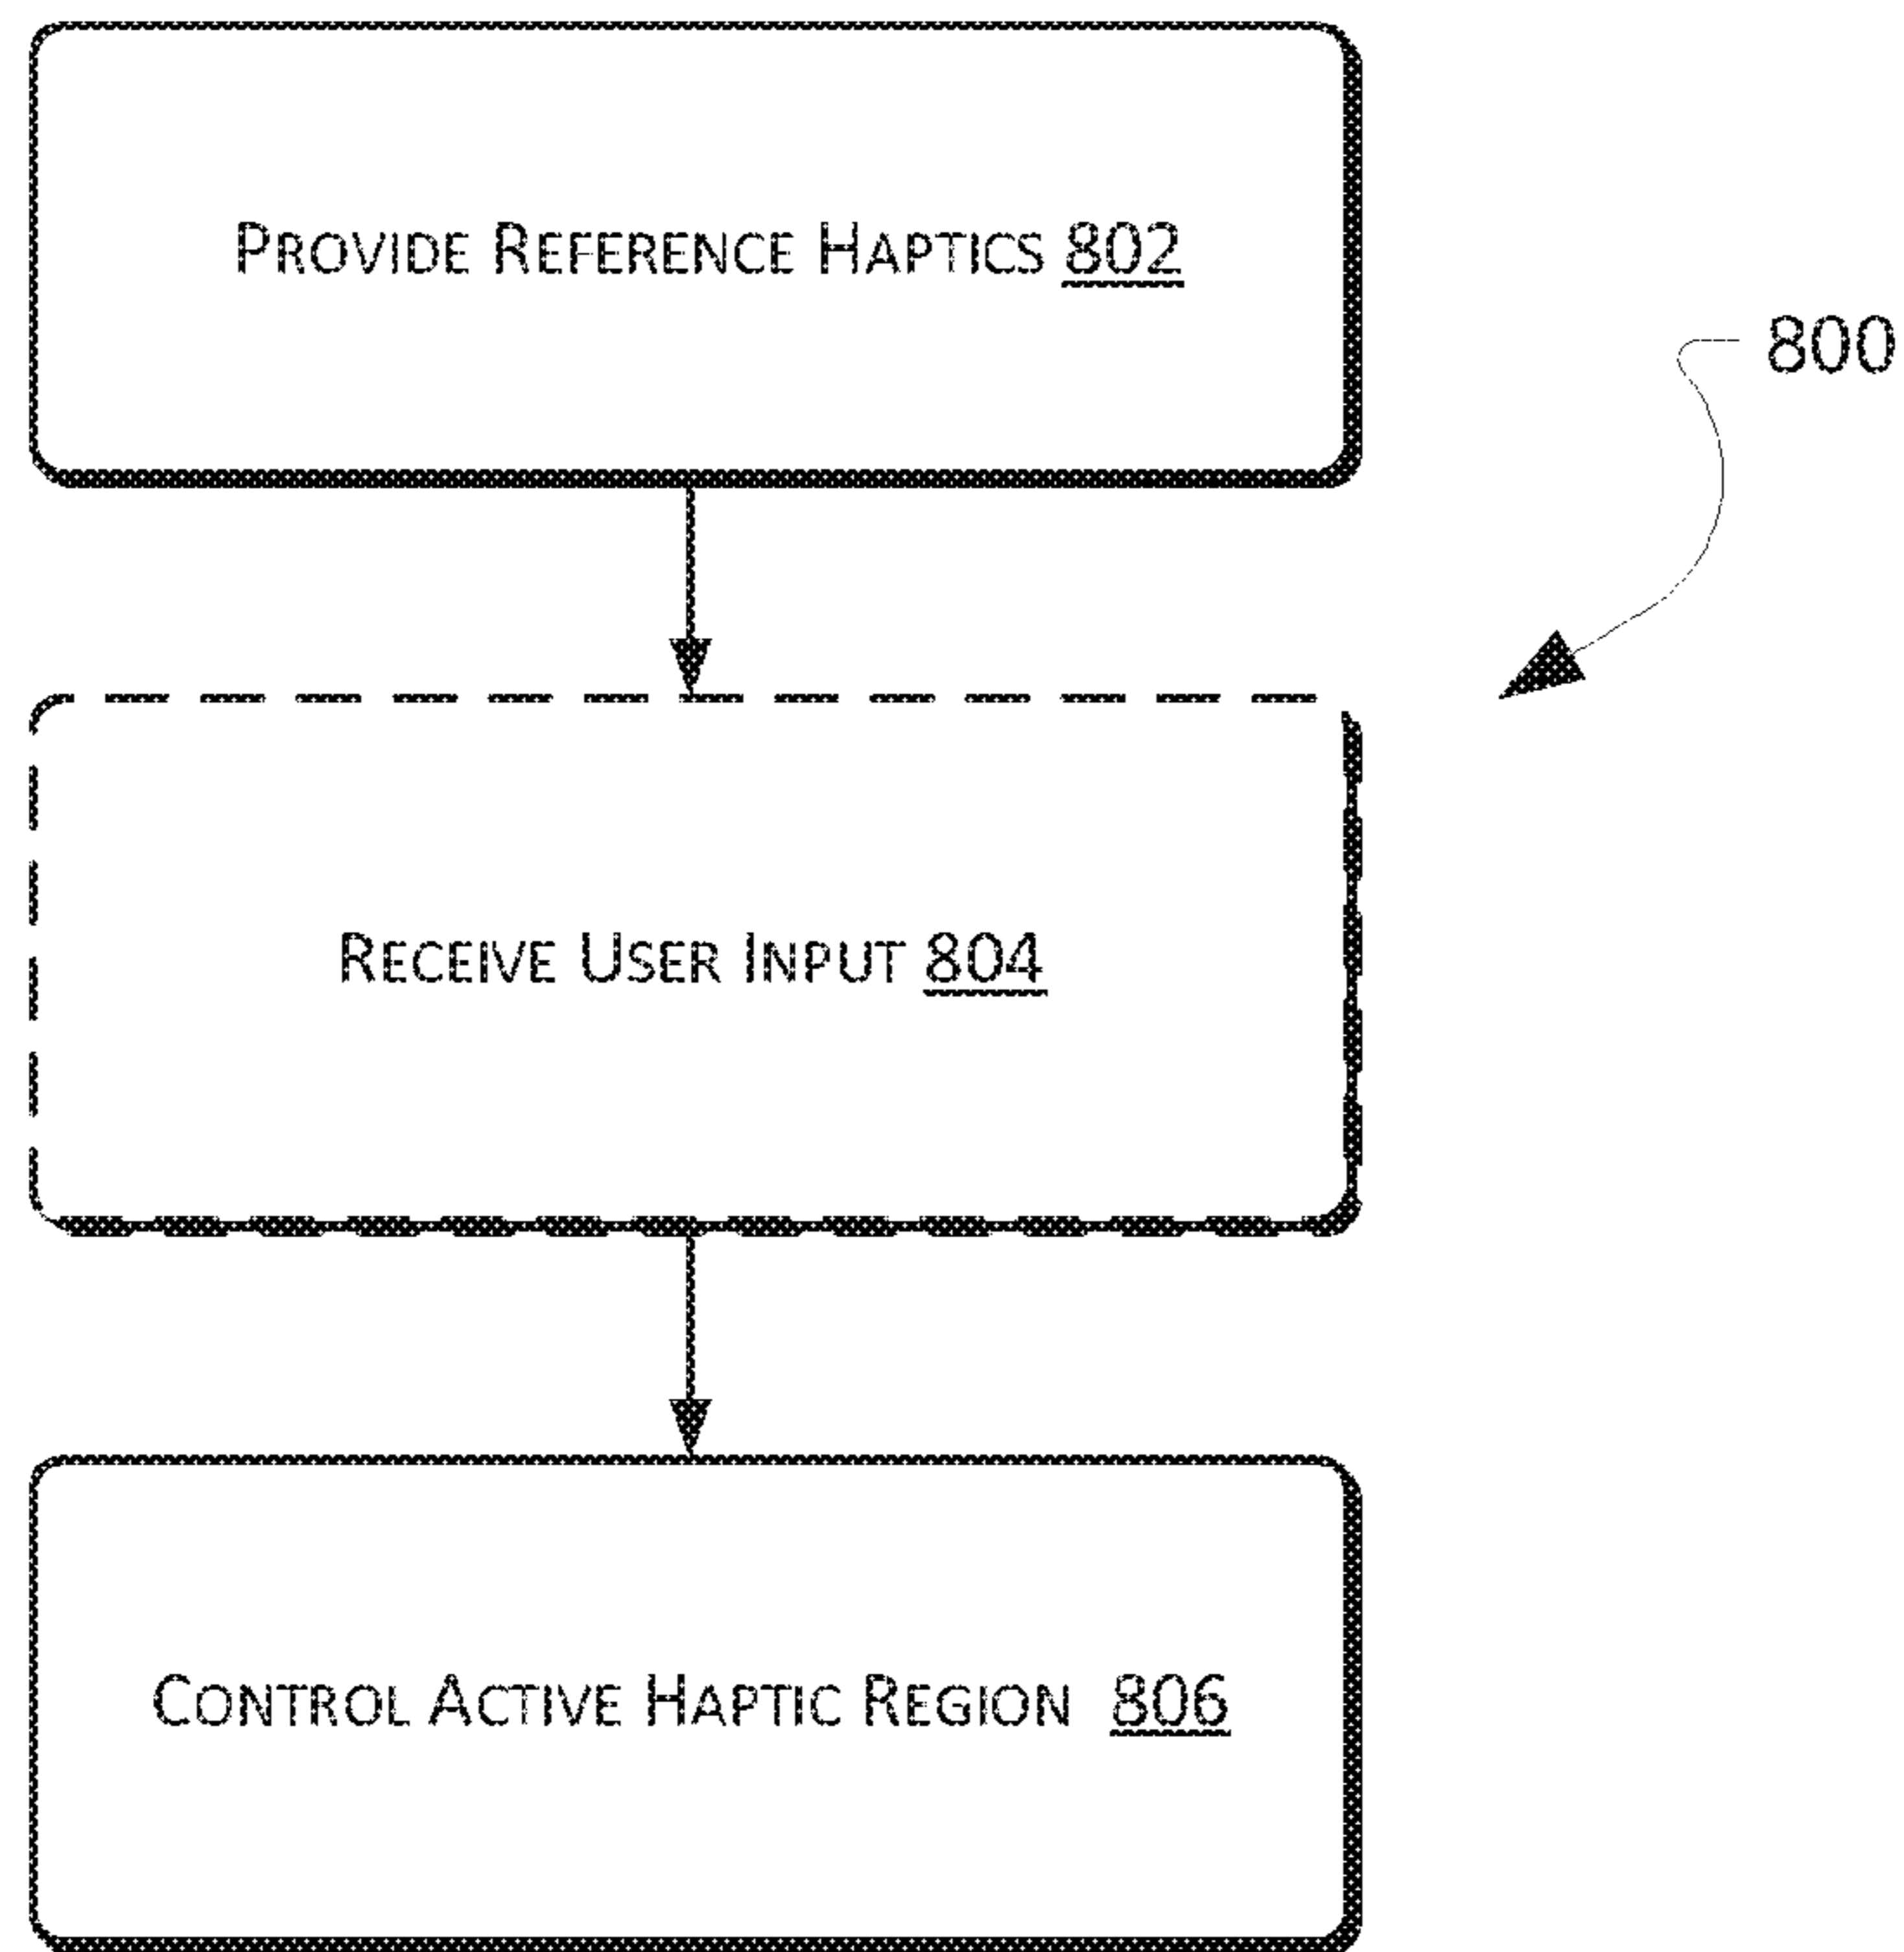 PROVIDE REFERENCE HAPTICS 802
800
RECEIVE USER INPUT 804
CONTROL ACTIVE HAPTIC REGION 806